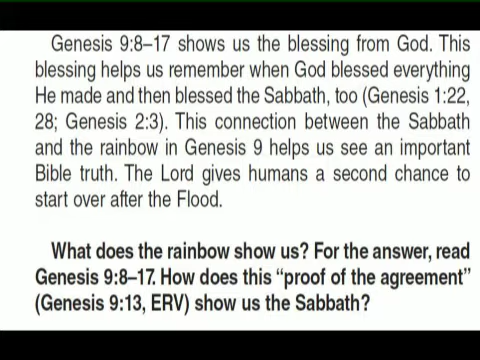 Genesis 9:8–17 shows us the blessing from God. This
blessing helps us remember when God blessed everything
He made and then blessed the Sabbath, too (Genesis 1:22,
28; Genesis 2:3). This connection between the Sabbath
and the rainbow in Genesis 9 helps us see an important
Bible truth. The Lord gives humans a second chance to
start over after the Flood.
What does the rainbow show us? For the answer, read
Genesis 9:8–17. How does this “proof of the agreement”
(Genesis 9:13, ERV) show us the Sabbath?